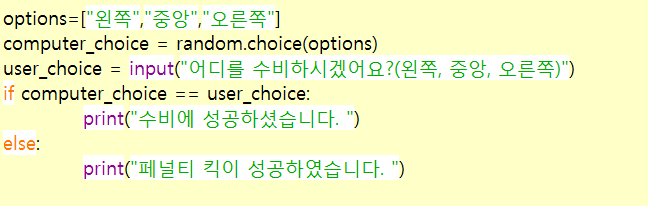 options=["왼쪽","중앙","오른쪽"]
computer_choice = random.choice(options)
user_choice = input("어디를 수비하시겠어요?(왼쪽, 중앙, 오른쪽)")
if computer_choice == user_choice:
print("수비에 성공하셨습니다. ")
else:
print("페널티 킥이 성공하였습니다. ")